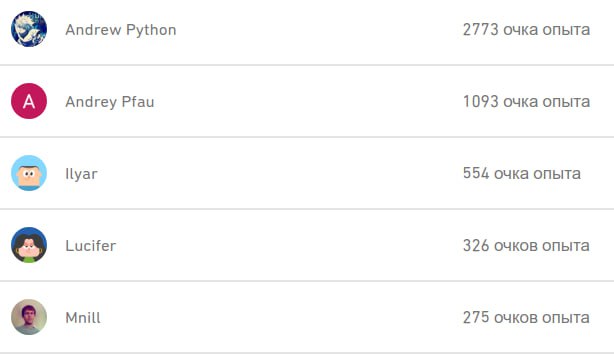 Andrew Python 2773 очка опыта
A Andrey Pfau 1093 очка опыта
Ilyar 554 очка опыта
Lucifer 326 очков опыта
Mnill 275 очков опыта